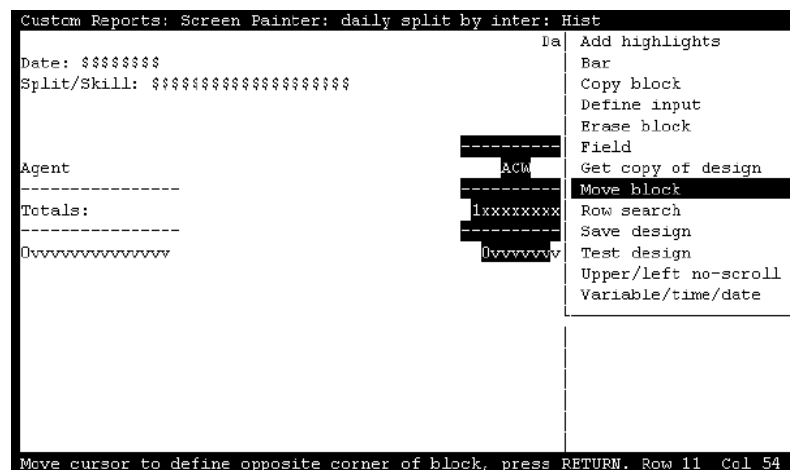 Custom Reports: Screen Painter: daily split by inter: Hist
Da
Date: $$$$$$$$
Split/Skill: $$$$$$$$$$$$$$$$$$$$
----------
Agent ACW
---------------- ----------
Totals: 1xxxxxxxx
---------------- ----------
0vvvvvvvvvvvvvv 0vvvvvvv
Add highlights
Bar
Copy block
Define input
Erase block
Field
Get copy of design
Move block
Row search
Save design
Test design
Upper/left no-scroll
Variable/time/date
Move cursor to define opposite corner of block, press RETURN. Row 11 Col 54